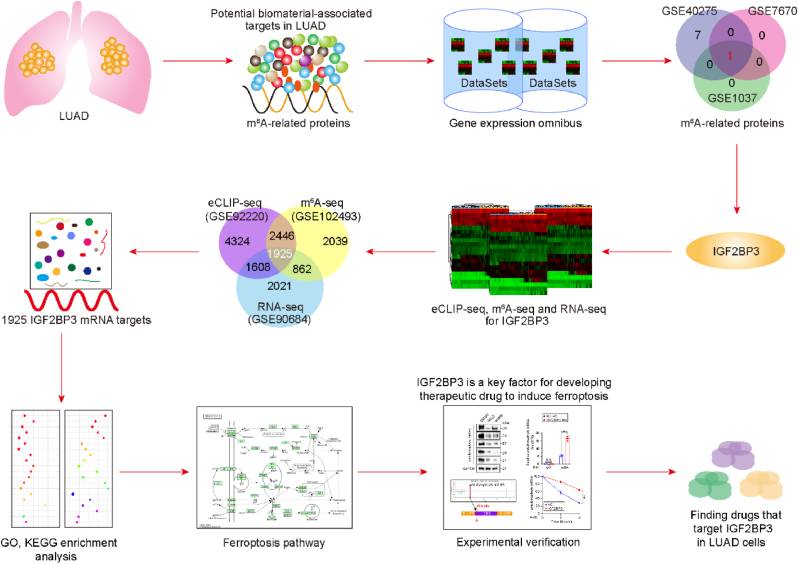 LUAD
Potential biomaterial-associated
targets in LUAD
m⁶A-related proteins
DataSets
DataSets
Gene expression omnibus
GSE40275
GSE7670
7
0
0
1
0
0
0
GSE1037
m⁶A-related proteins
eCLIP-seq
(GSE92220)
m⁶A-seq
(GSE102493)
4324
2446
2039
1925
1608
862
2021
RNA-seq
(GSE90684)
1925 IGF2BP3 mRNA targets
eCLIP-seq, m⁶A-seq and RNA-seq
for IGF2BP3
IGF2BP3
GO, KEGG enrichment
analysis
Ferroptosis pathway
IGF2BP3 is a key factor for developing
therapeutic drug to induce ferroptosis
Experimental verification
Finding drugs that
target IGF2BP3
in LUAD cells